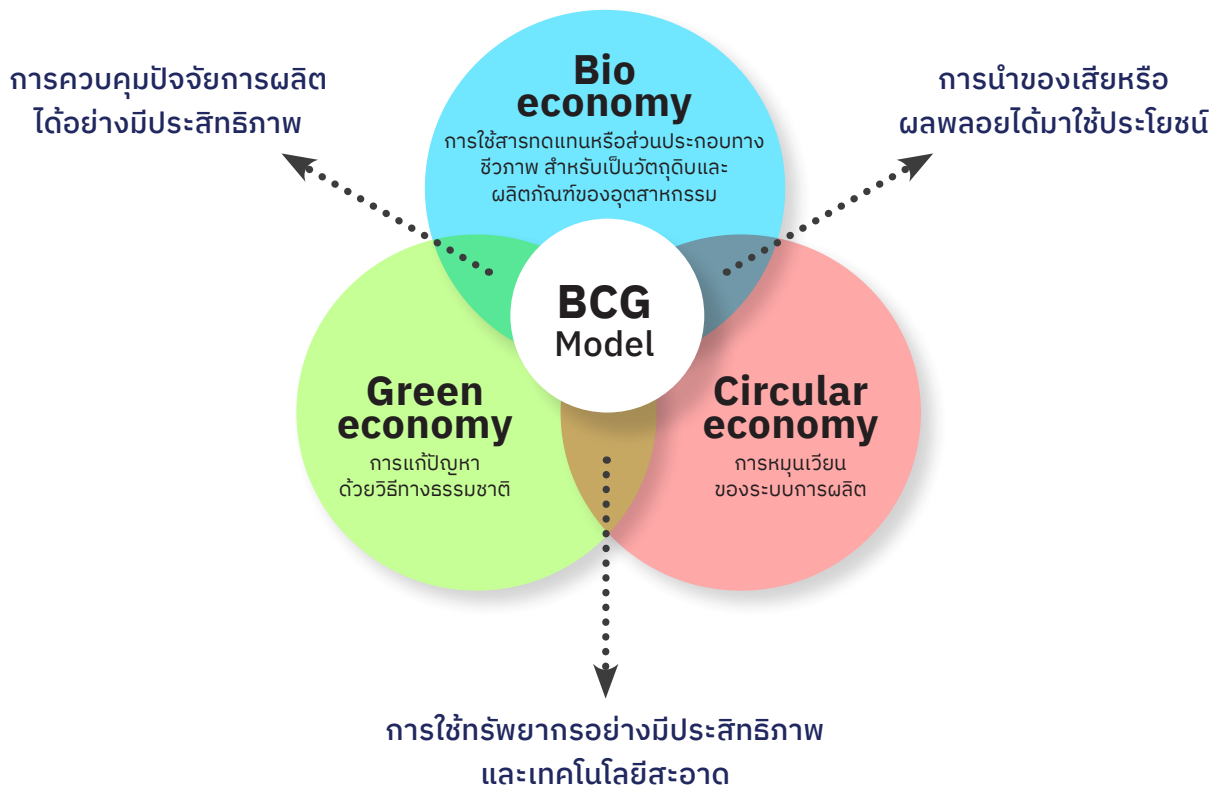 การควบคุมปัจจัยการผลิต
ได้อย่างมีประสิทธิภาพ
Bio
economy
การใช้สารทดแทนหรือส่วนประกอบทาง
ชีวภาพ สำหรับเป็นวัตถุดิบและ
ผลิตภัณฑ์ของอุตสาหกรรม
การนำของเสียหรือ
ผลพลอยได้มาใช้ประโยชน์
BCG
Model
Green
economy
การแก้ปัญหา
ด้วยวิธีทางธรรมชาติ
Circular
economy
การหมุนเวียน
ของระบบการผลิต
การใช้ทรัพยากรอย่างมีประสิทธิภาพ
และเทคโนโลยีสะอาด